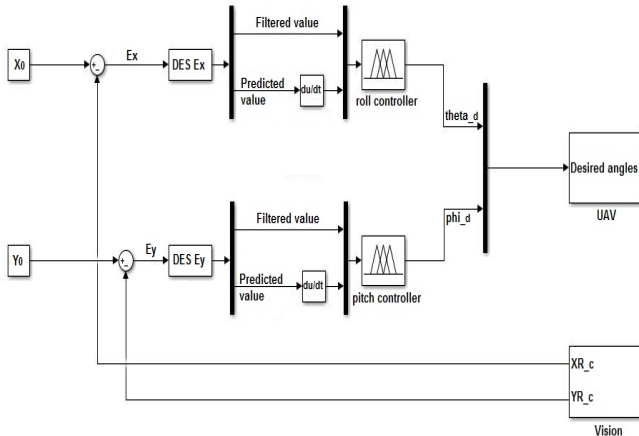 X0
+_
Ex
DES Ex
Filtered value
Predicted
value
du/dt
roll controller
theta_d
Desired angles
UAV
Y0
+_
Ey
DES Ey
Filtered value
Predicted
value
du/dt
pitch controller
phi_d
XR_c
YR_c
Vision